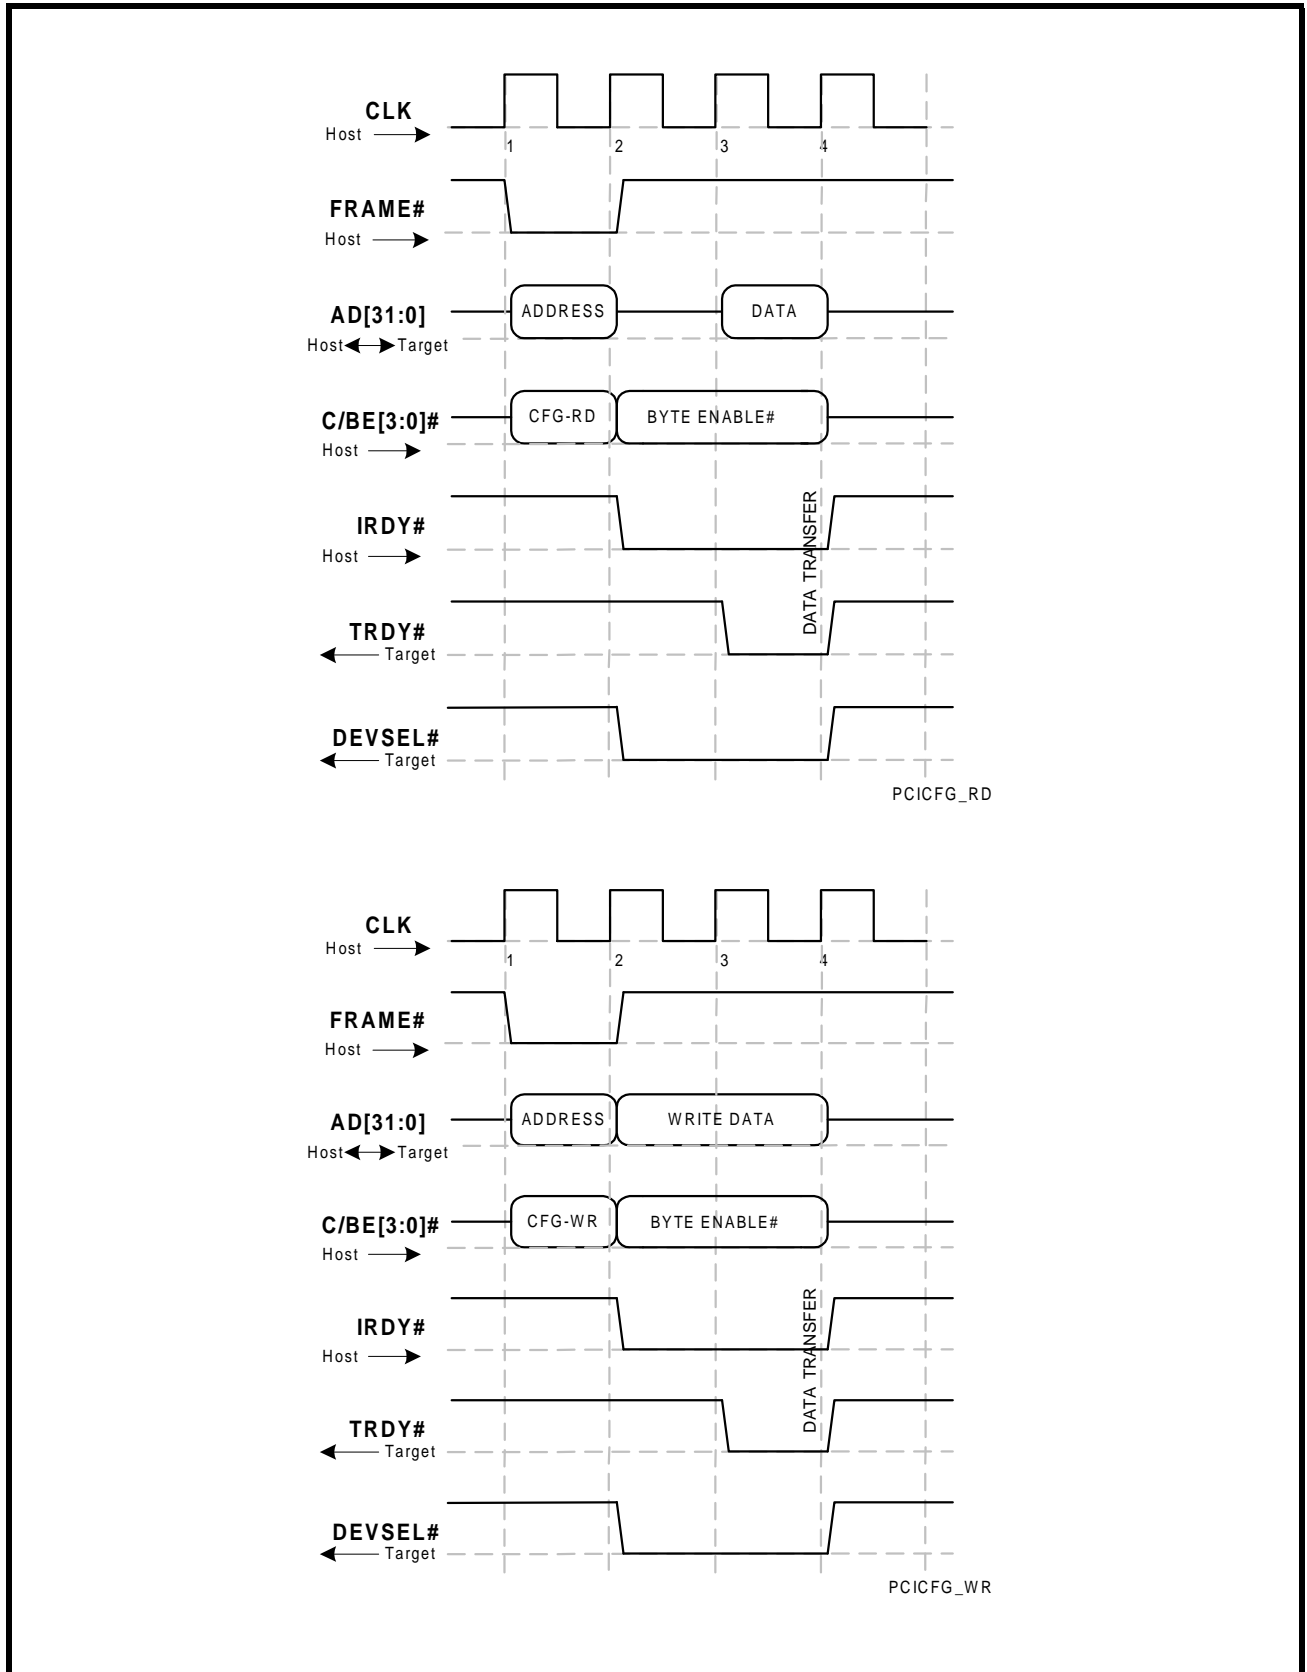 CLK
Host
1 2 3 4
FRAME#
Host
AD[31:0]
ADDRESS DATA
Host Target
C/BE[3:0]#
CFG-RD BYTE ENABLE#
Host
IRDY#
Host
DATA TRANSFER
TRDY#
Target
DEVSEL#
Target
PCICFG_RD
CLK
Host
1 2 3 4
FRAME#
Host
AD[31:0]
ADDRESS WRITE DATA
Host Target
C/BE[3:0]#
CFG-WR BYTE ENABLE#
Host
IRDY#
Host
DATA TRANSFER
TRDY#
Target
DEVSEL#
Target
PCICFG_WR